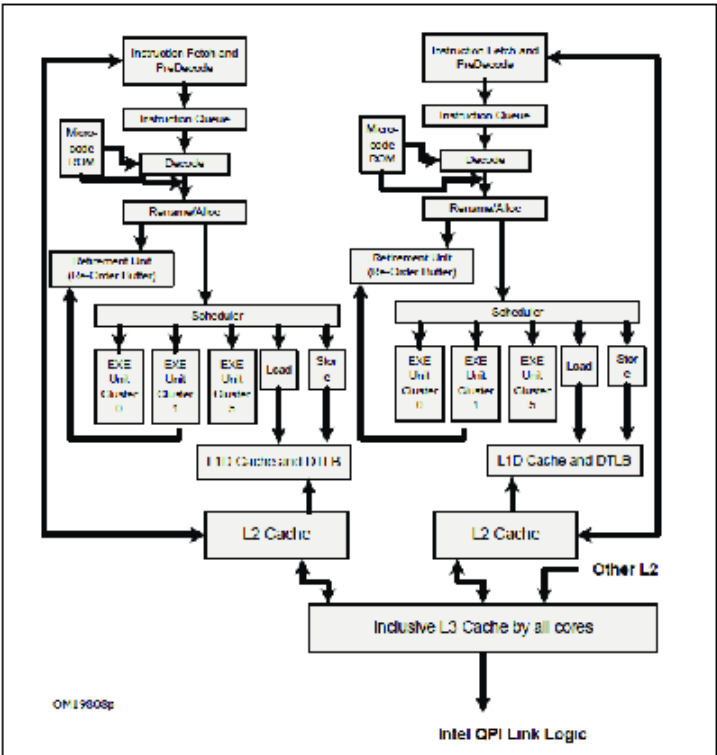 Instruction Fetch and
PreDecode
Instruction Queue
Micro-
code
ROM
Decode
Rename/Alloc
Retirement Unit
(Re-Order Buffer)
Scheduler
EXE
Unit
Cluster
0
EXE
Unit
Cluster
1
EXE
Unit
Cluster
5
Load
Stor
e
L1D Cache and DTLB
L2 Cache
Instruction Fetch and
PreDecode
Instruction Queue
Micro-
code
ROM
Decode
Rename/Alloc
Retirement Unit
(Re-Order Buffer)
Scheduler
EXE
Unit
Cluster
0
EXE
Unit
Cluster
1
EXE
Unit
Cluster
5
Load
Stor
e
L1D Cache and DTLB
L2 Cache
Other L2
Inclusive L3 Cache by all cores
OM19808p
Intel QPI Link Logic